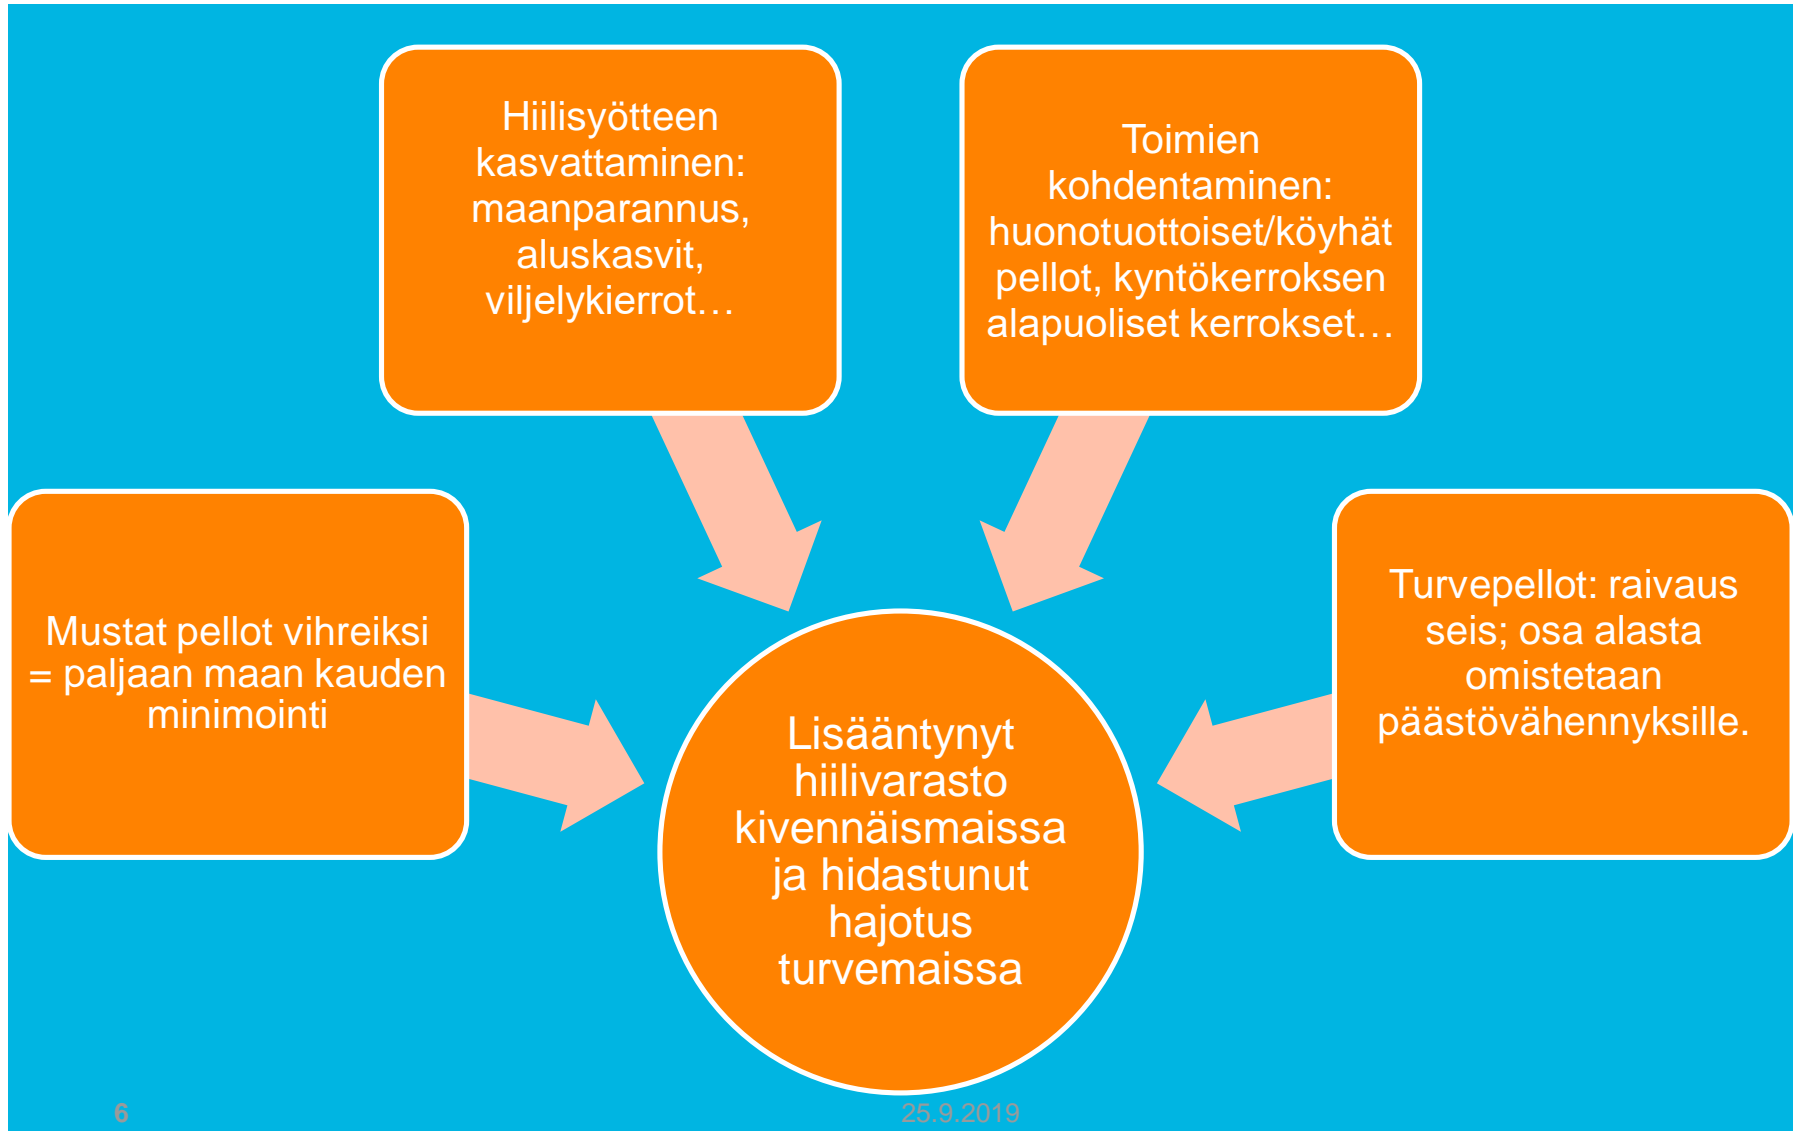 Hiilisyötteen
kasvattaminen:
maanparannus,
aluskasvit,
viljelykierrot…
Toimien
kohdentaminen:
huonotuottoiset/köyhät
pellot, kyntökerroksen
alapuoliset kerrokset…
Mustat pellot vihreiksi
= paljaan maan kauden
minimointi
Turvepellot: raivaus
seis; osa alasta
omistetaan
päästövähennyksille.
Lisääntynyt
hiilivarasto
kivennäismaissa
ja hidastunut
hajotus
turvemaissa
6
25.9.2019